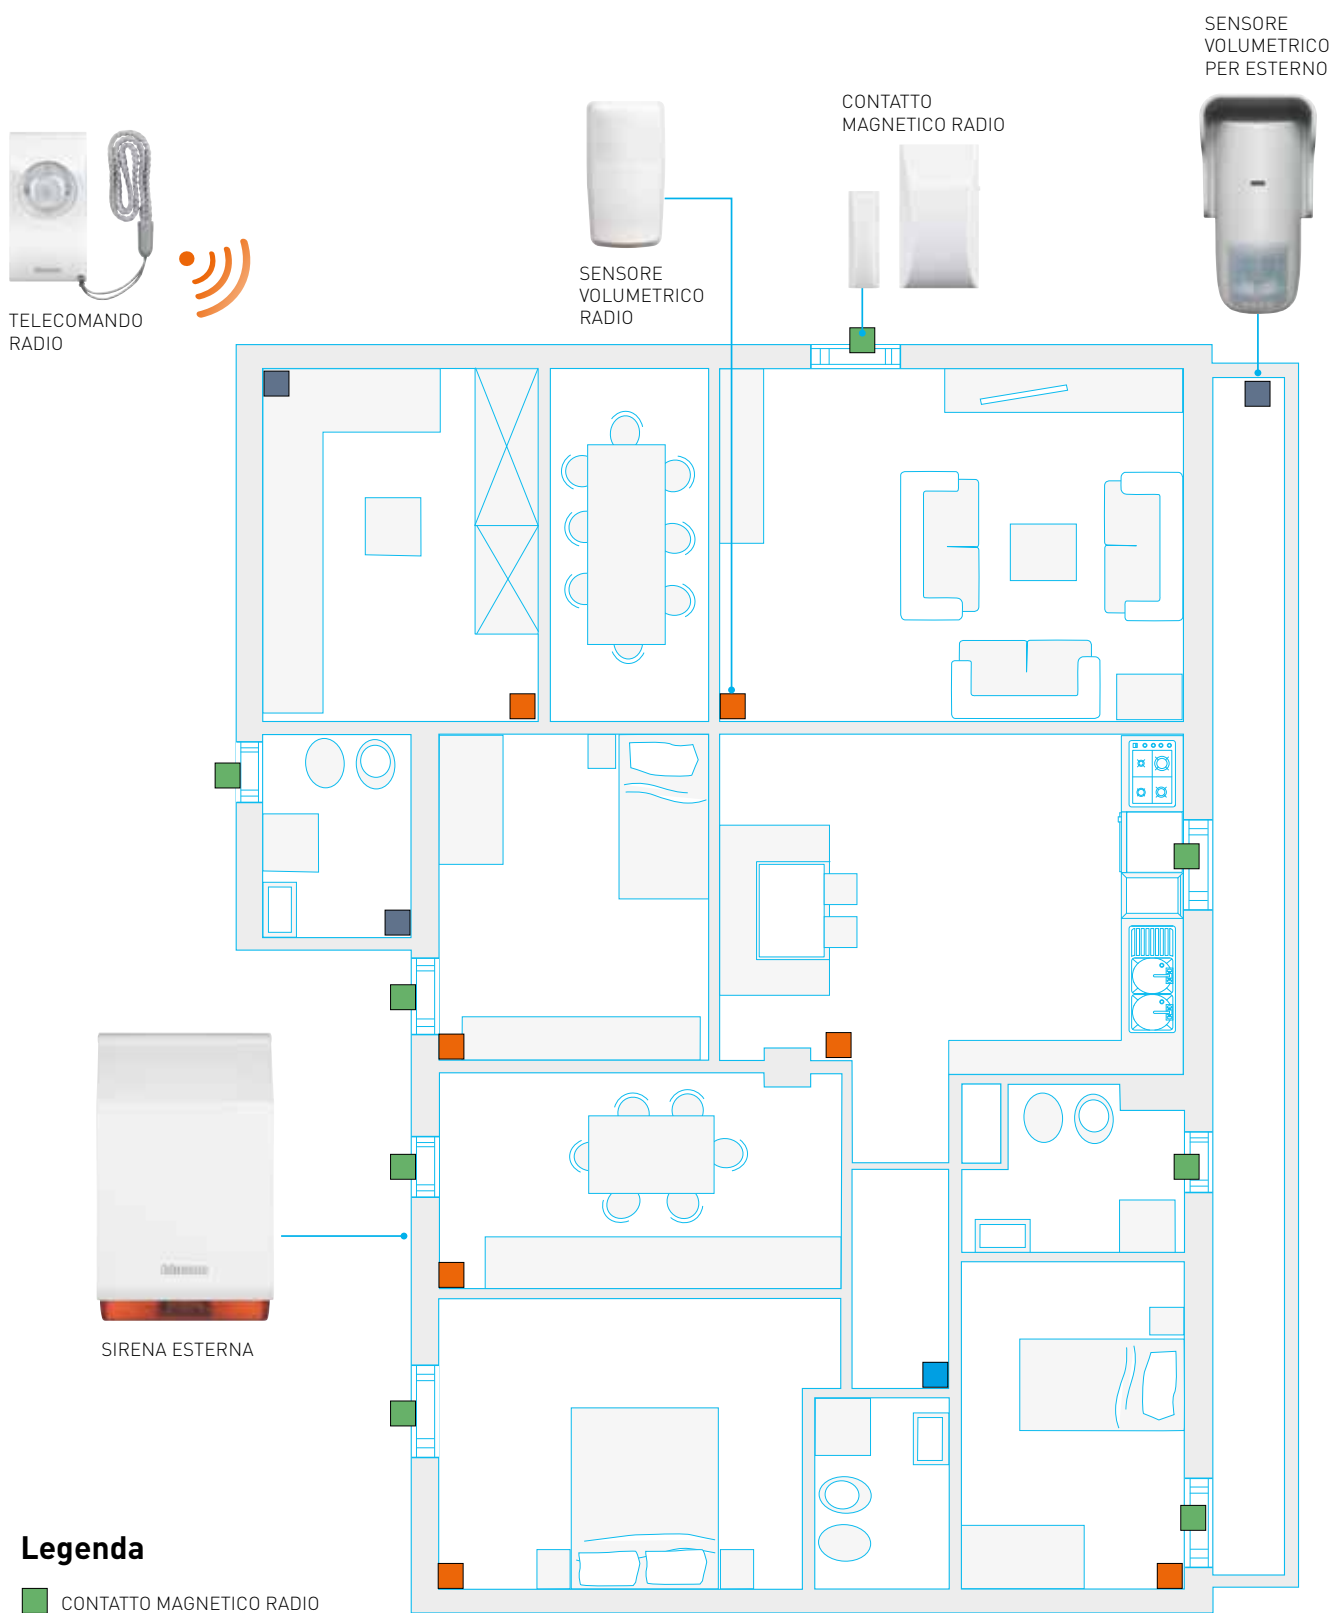 SENSORE
VOLUMETRICO
PER ESTERNO
CONTATTO
MAGNETICO RADIO
SENSORE
VOLUMETRICO
RADIO
TELECOMANDO
RADIO
SIRENA ESTERNA
Legenda
CONTATTO MAGNETICO RADIO